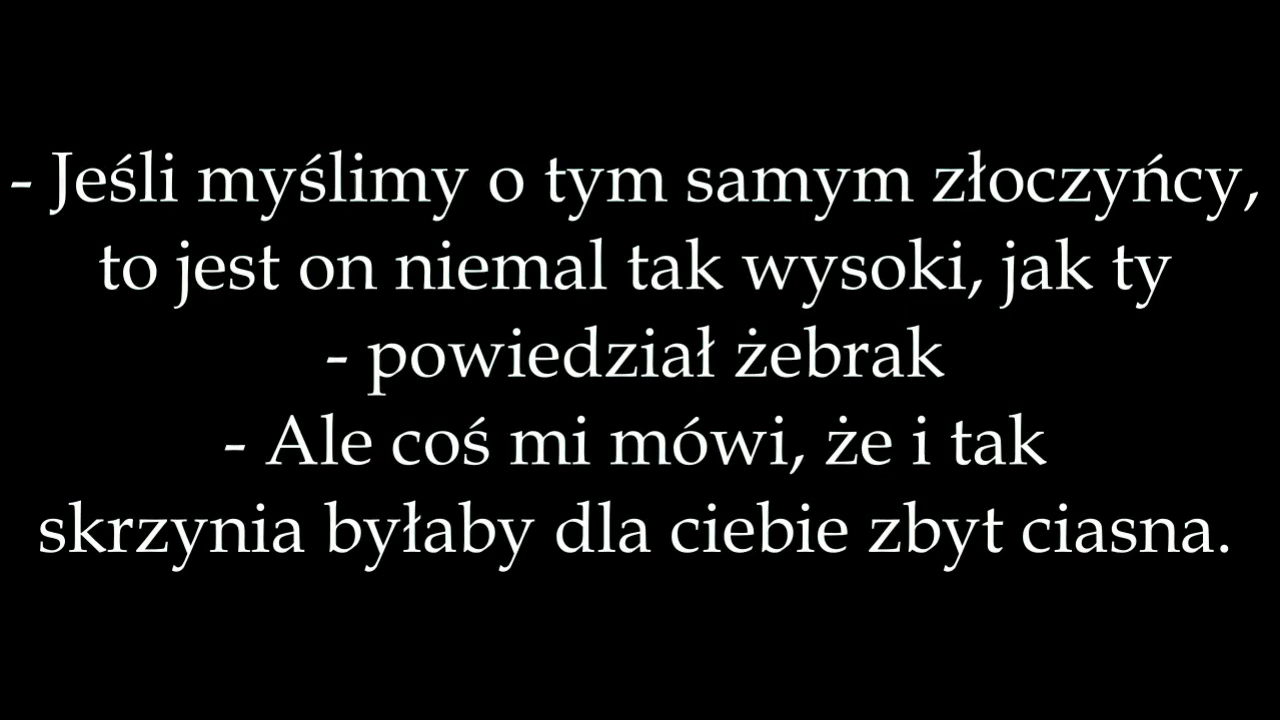 - Jeśli myślimy o tym samym złoczyńcy,
to jest on niemal tak wysoki, jak ty
- powiedział żebrak
- Ale coś mi mówi, że i tak
skrzynia byłaby dla ciebie zbyt ciasna.